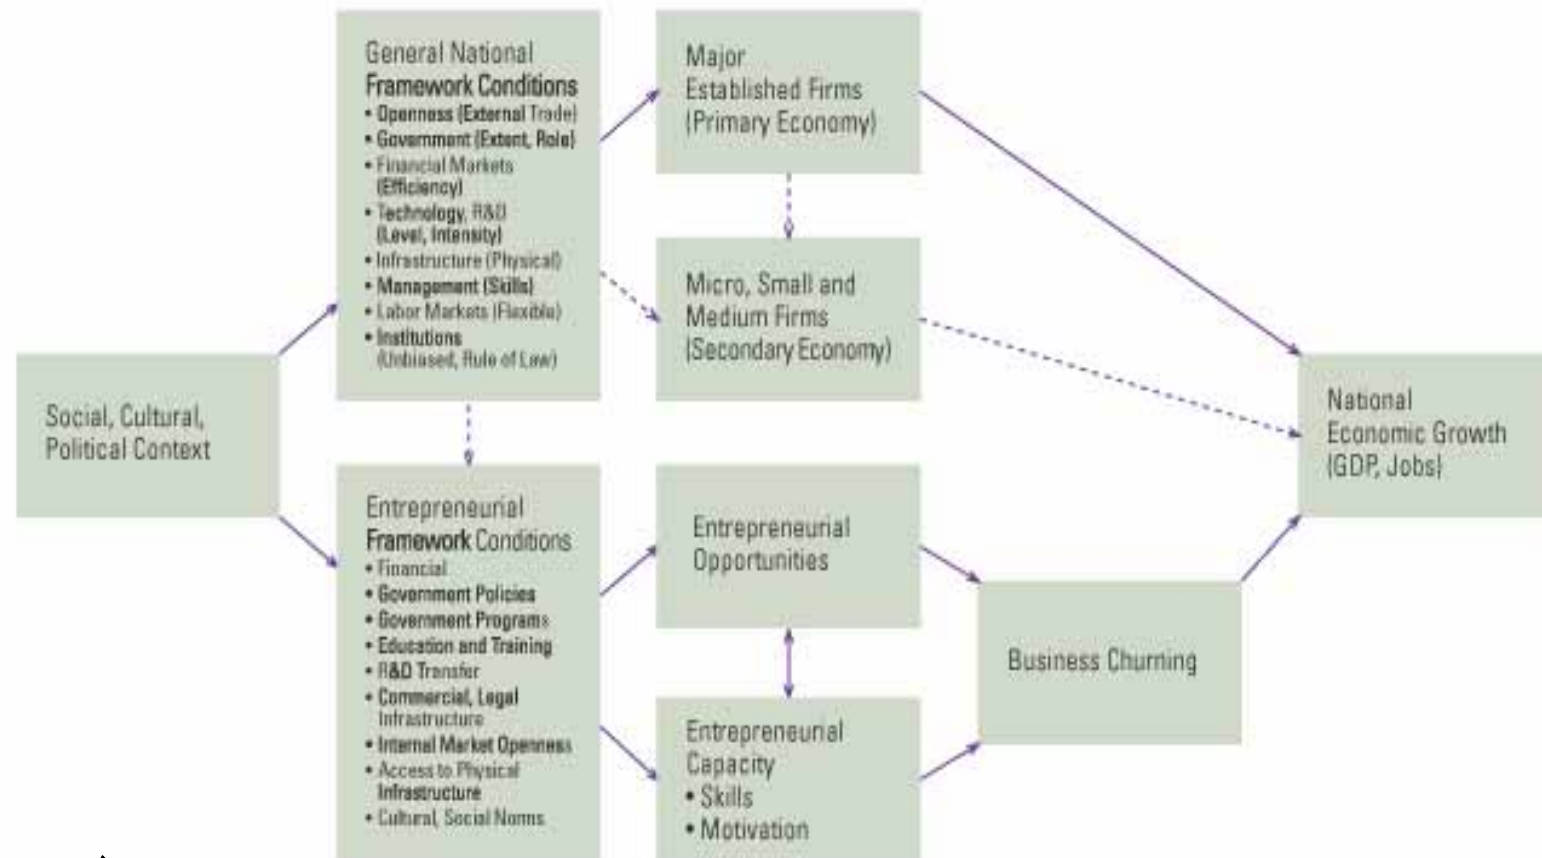 Social, Cultural,
Political Context
General National
Framework Conditions
• Openness (External Trade)
• Government (Extent, Role)
• Financial Markets
(Efficiency)
• Technology, R&D
(Level, Intensity)
• Infrastructure (Physical)
• Management (Skills)
• Labor Markets (Flexible)
• Institutions
(Unbiased, Rule of Law)
Entrepreneurial
Framework Conditions
• Financial
• Government Policies
• Government Programs
• Education and Training
• R&D Transfer
• Commercial, Legal
Infrastructure
• Internal Market Openness
• Access to Physical
Infrastructure
• Cultural, Social Norms
Major
Established Firms
(Primary Economy)
Micro, Small and
Medium Firms
(Secondary Economy)
Entrepreneurial
Opportunities
Entrepreneurial
Capacity
• Skills
• Motivation
Business Churning
National
Economic Growth
(GDP, Jobs)